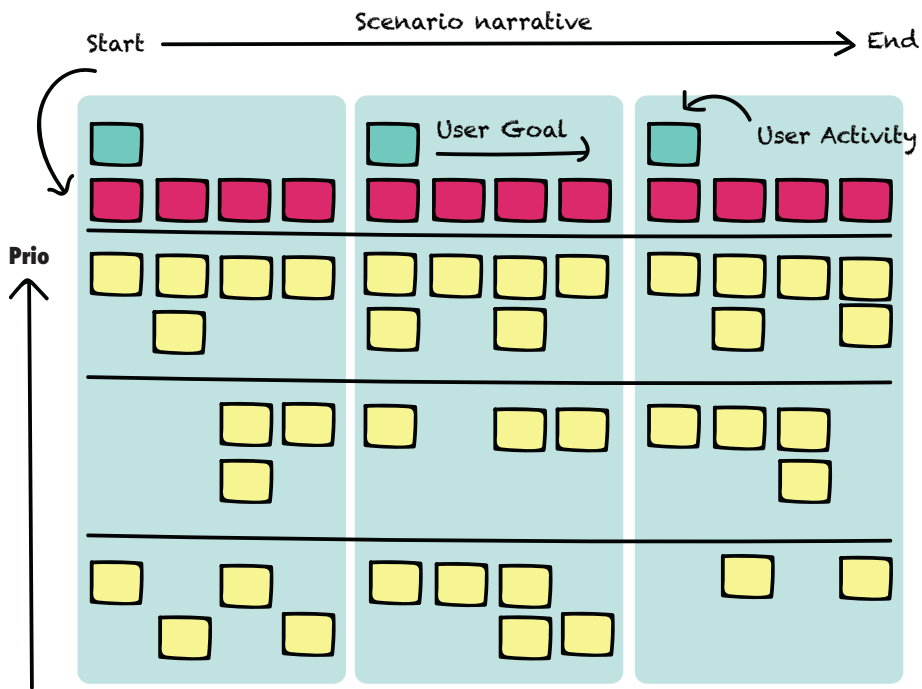 Scenario narrative
Start
End
User Goal
User Activity
Prio